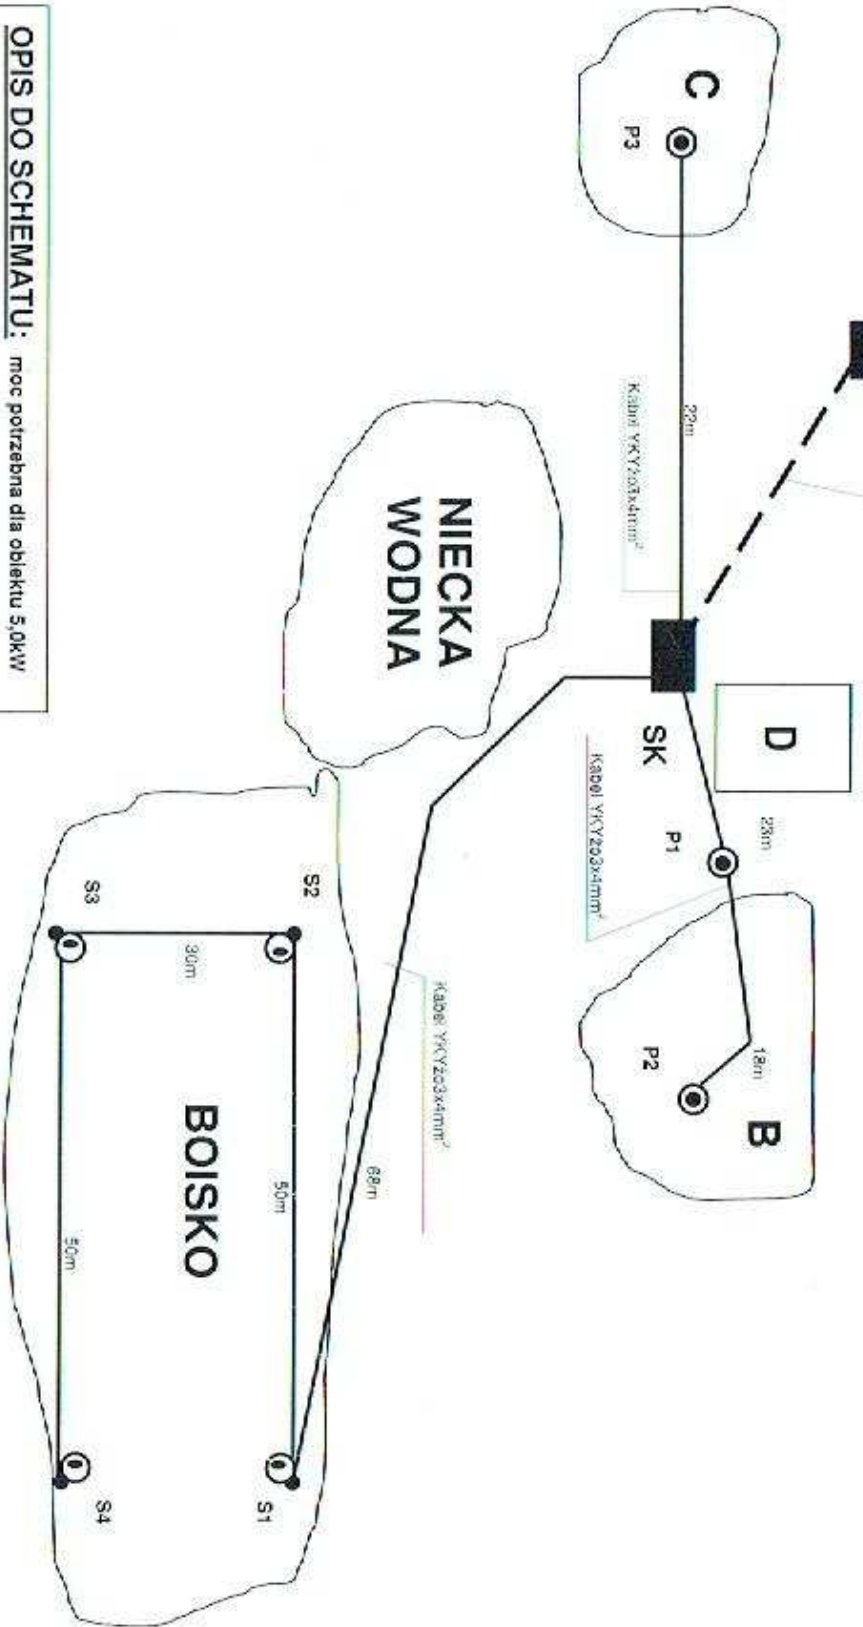 C
P3
22m
Kabel YKYżo3x4mm²
D
SK
23m
P1
Kabel YKYżo3x4mm²
18m
P2
B
NIECKA
WODNA
Kabel YKYżo3x4mm²
68m
S2
S3
30m
50m
BOISKO
50m
S1
S4
OPIS DO SCHEMATU: moc potrzebna dla obiektu 5,0kW